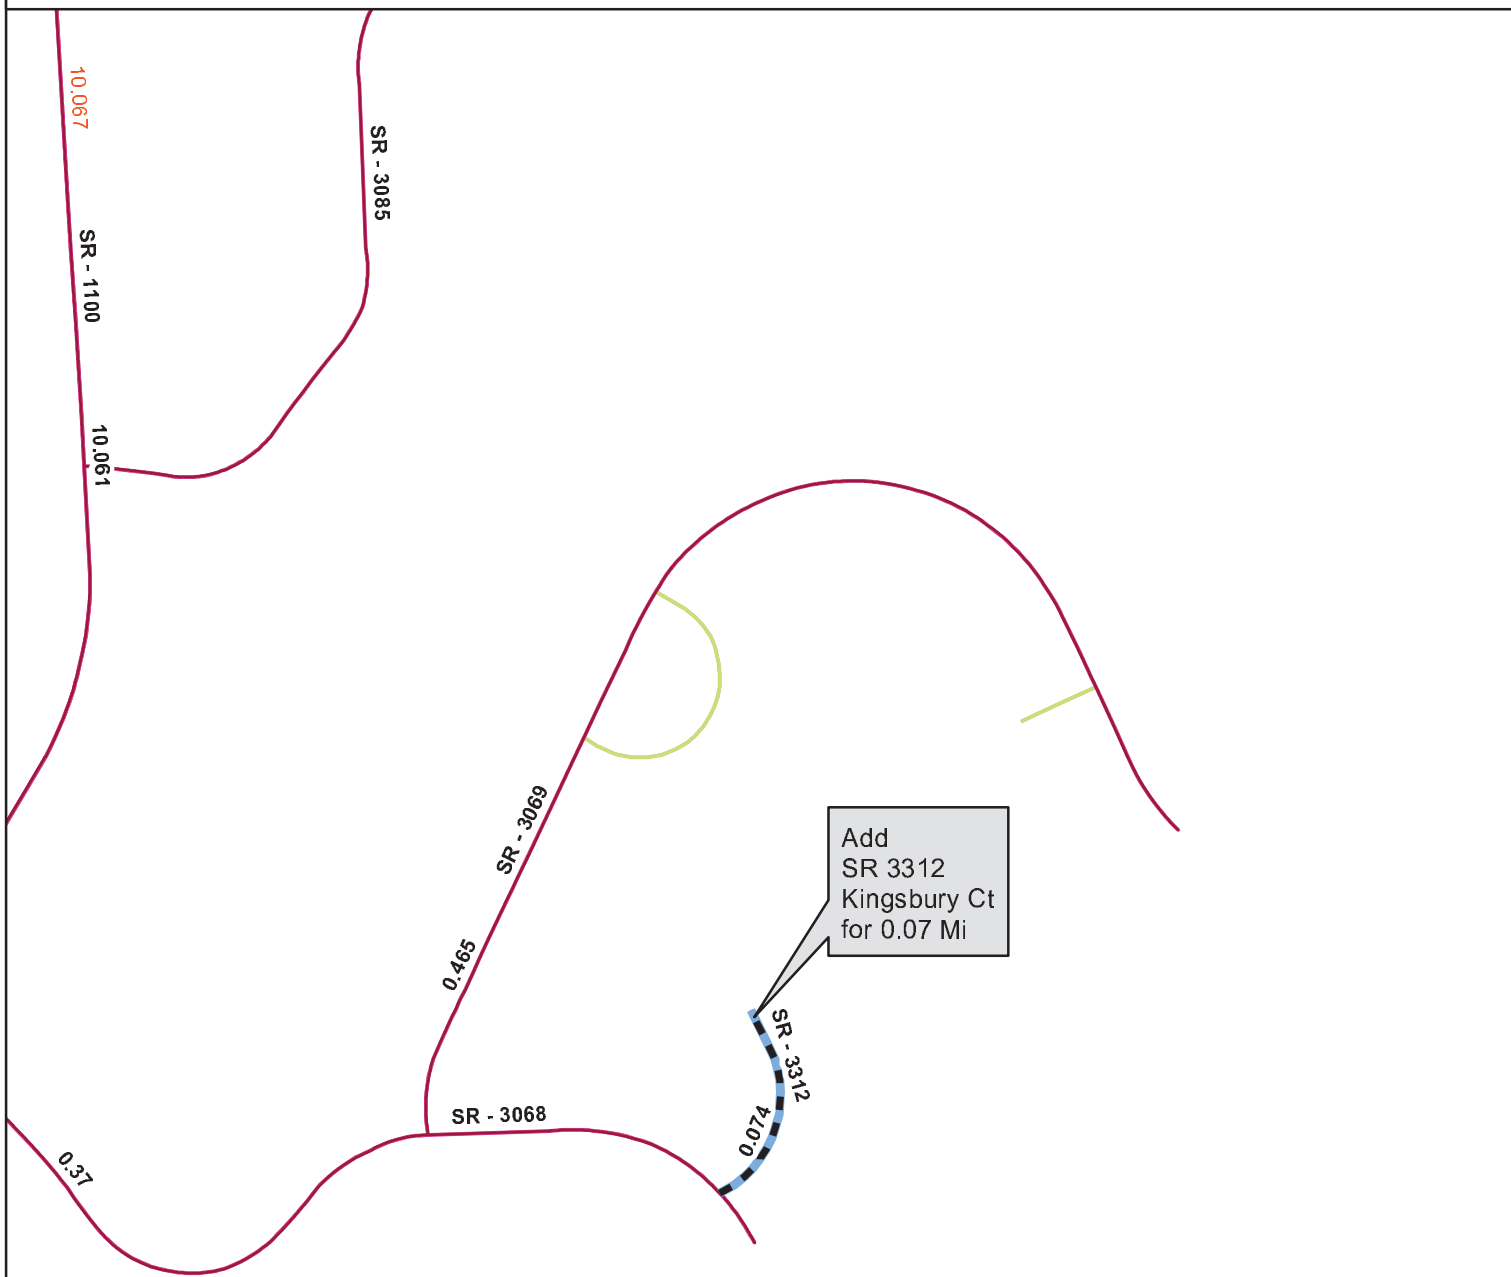 10.067
SR - 3085
SR - 1100
10.061
SR - 3069
Add
SR 3312
Kingsbury Ct
for 0.07 Mi
0.465
SR - 3312
SR - 3068
0.074
0.37